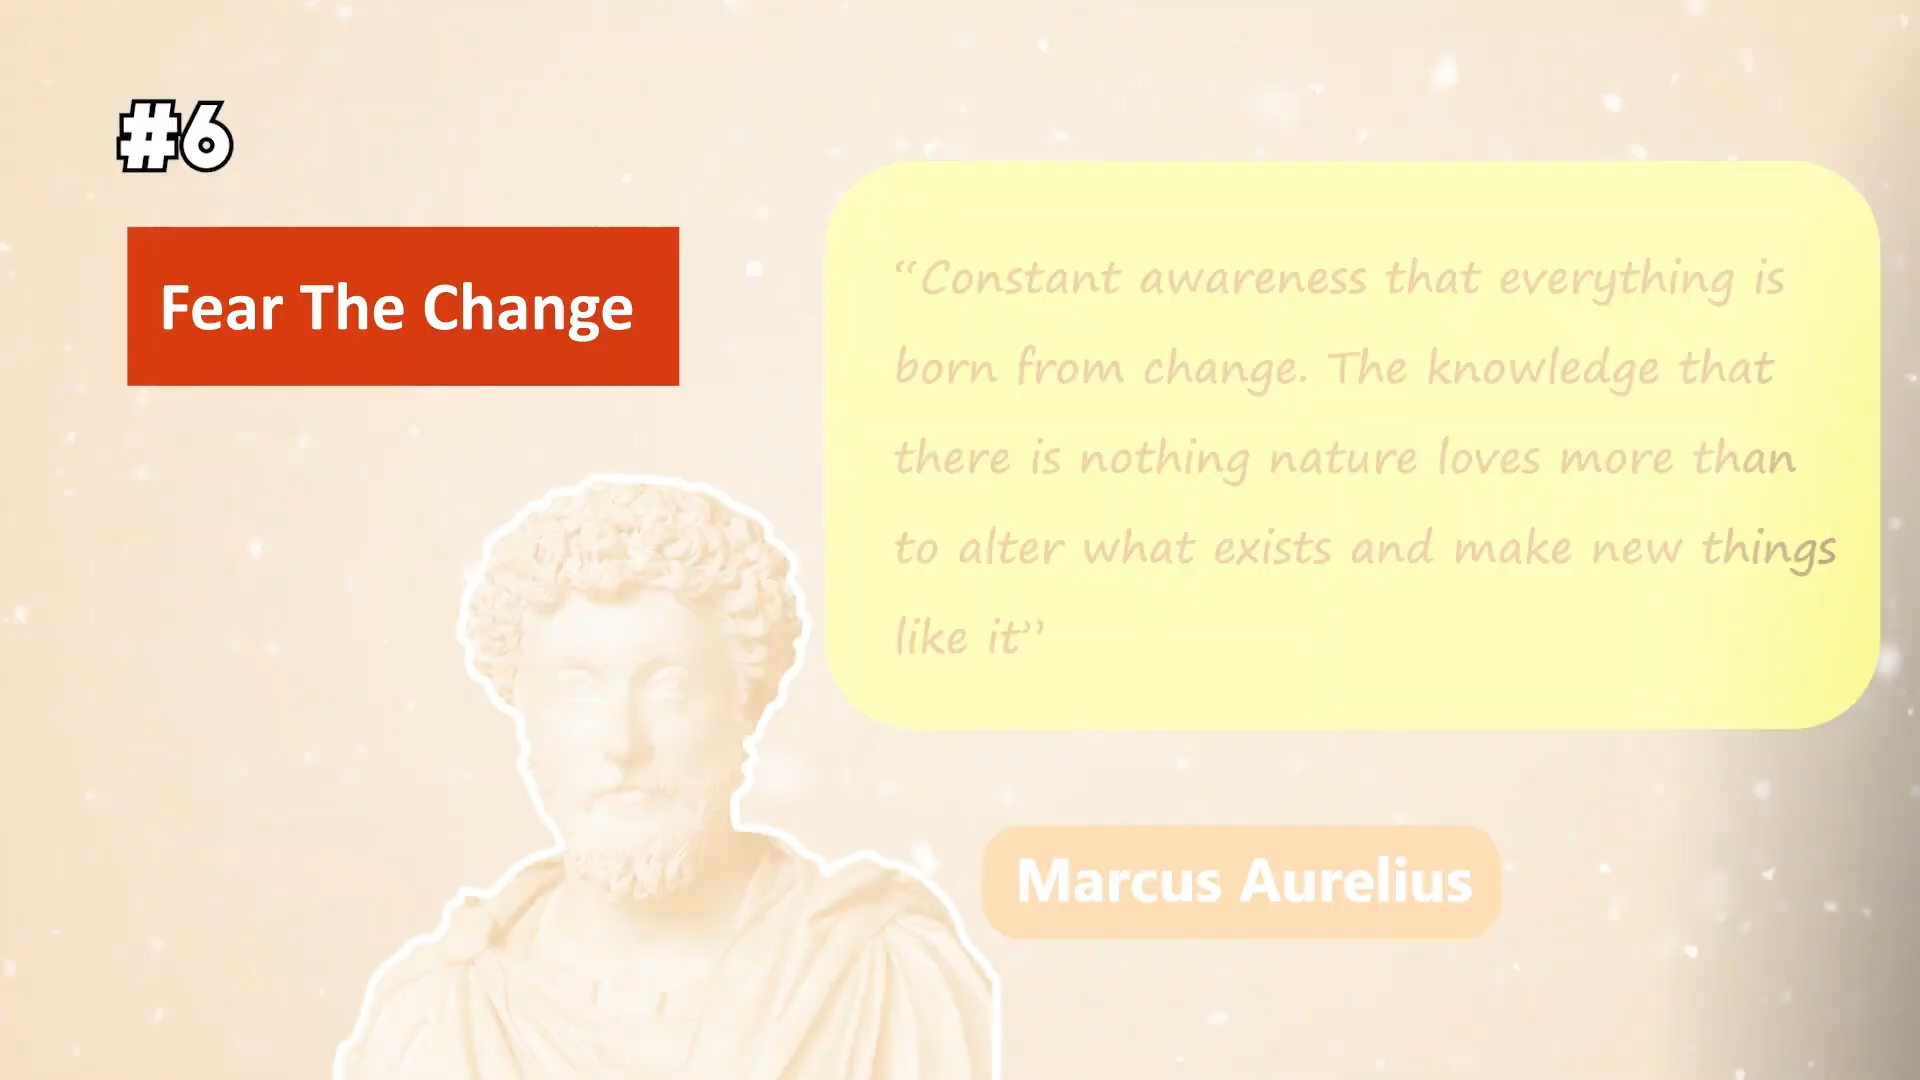 #6
Fear The Change
“Constant awareness that everything is
born from change. The knowledge that
there is nothing nature loves more than
to alter what exists and make new things
like it”
Marcus Aurelius